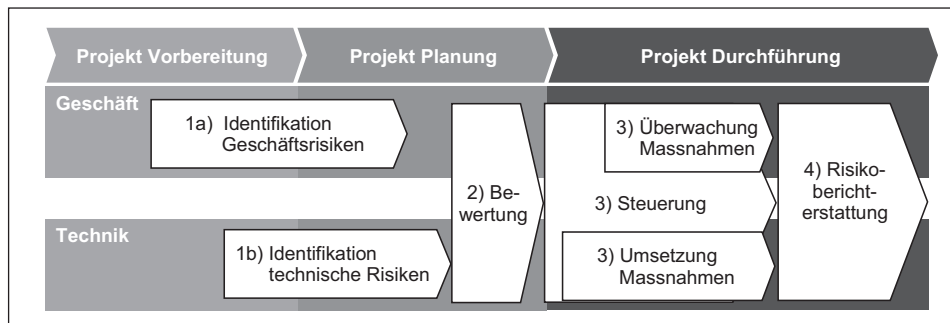 Projekt Vorbereitung
Projekt Planung
Projekt Durchführung
Geschäft
1a) Identifikation
Geschäftsrisiken
3) Überwachung
Massnahmen
2) Be-
wertung
3) Steuerung
4) Risiko-
bericht-
erstattung
Technik
1b) Identifikation
technische Risiken
3) Umsetzung
Massnahmen